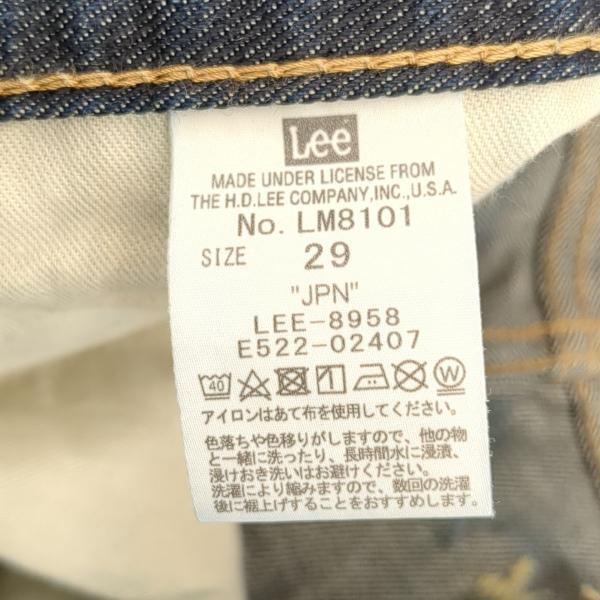 Lee
MADE UNDER LICENSE FROM
THE H.D.LEE COMPANY,INC.,U.S.A.
No. LM8101
SIZE 29
"JPN"
LEE-8958
E522-02407
40 W
アイロンはあて布を使用してください。
色落ちや色移りがしますので、他の物
と一緒に洗ったり、長時間水に浸漬、
浸けおき洗いはお避けください。
洗濯により縮みますので、数回の洗濯
後に裾上げすることをおすすめします。